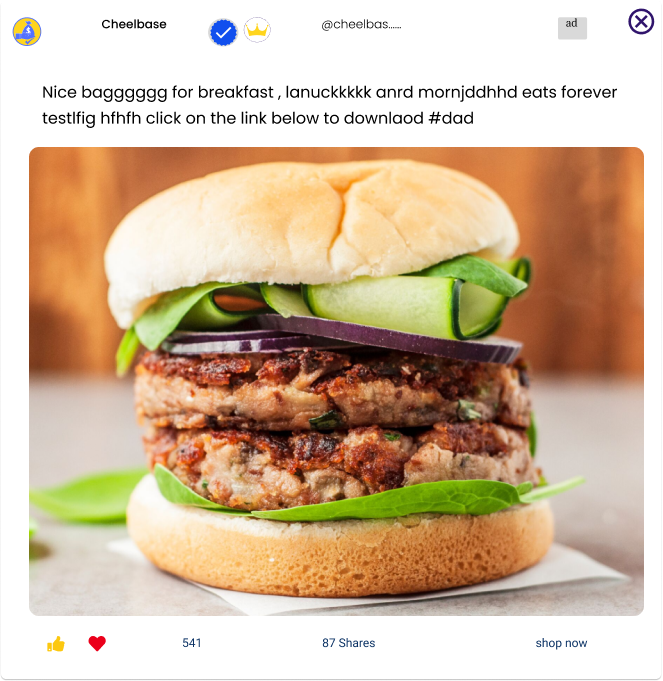 Cheelbase
@cheelbas......
ad
Nice bagggggg for breakfast , lanuckkkkk anrd mornjddhhd eats forever
testlfig hfhfh click on the link below to downlaod #dad
541
87 Shares
shop now